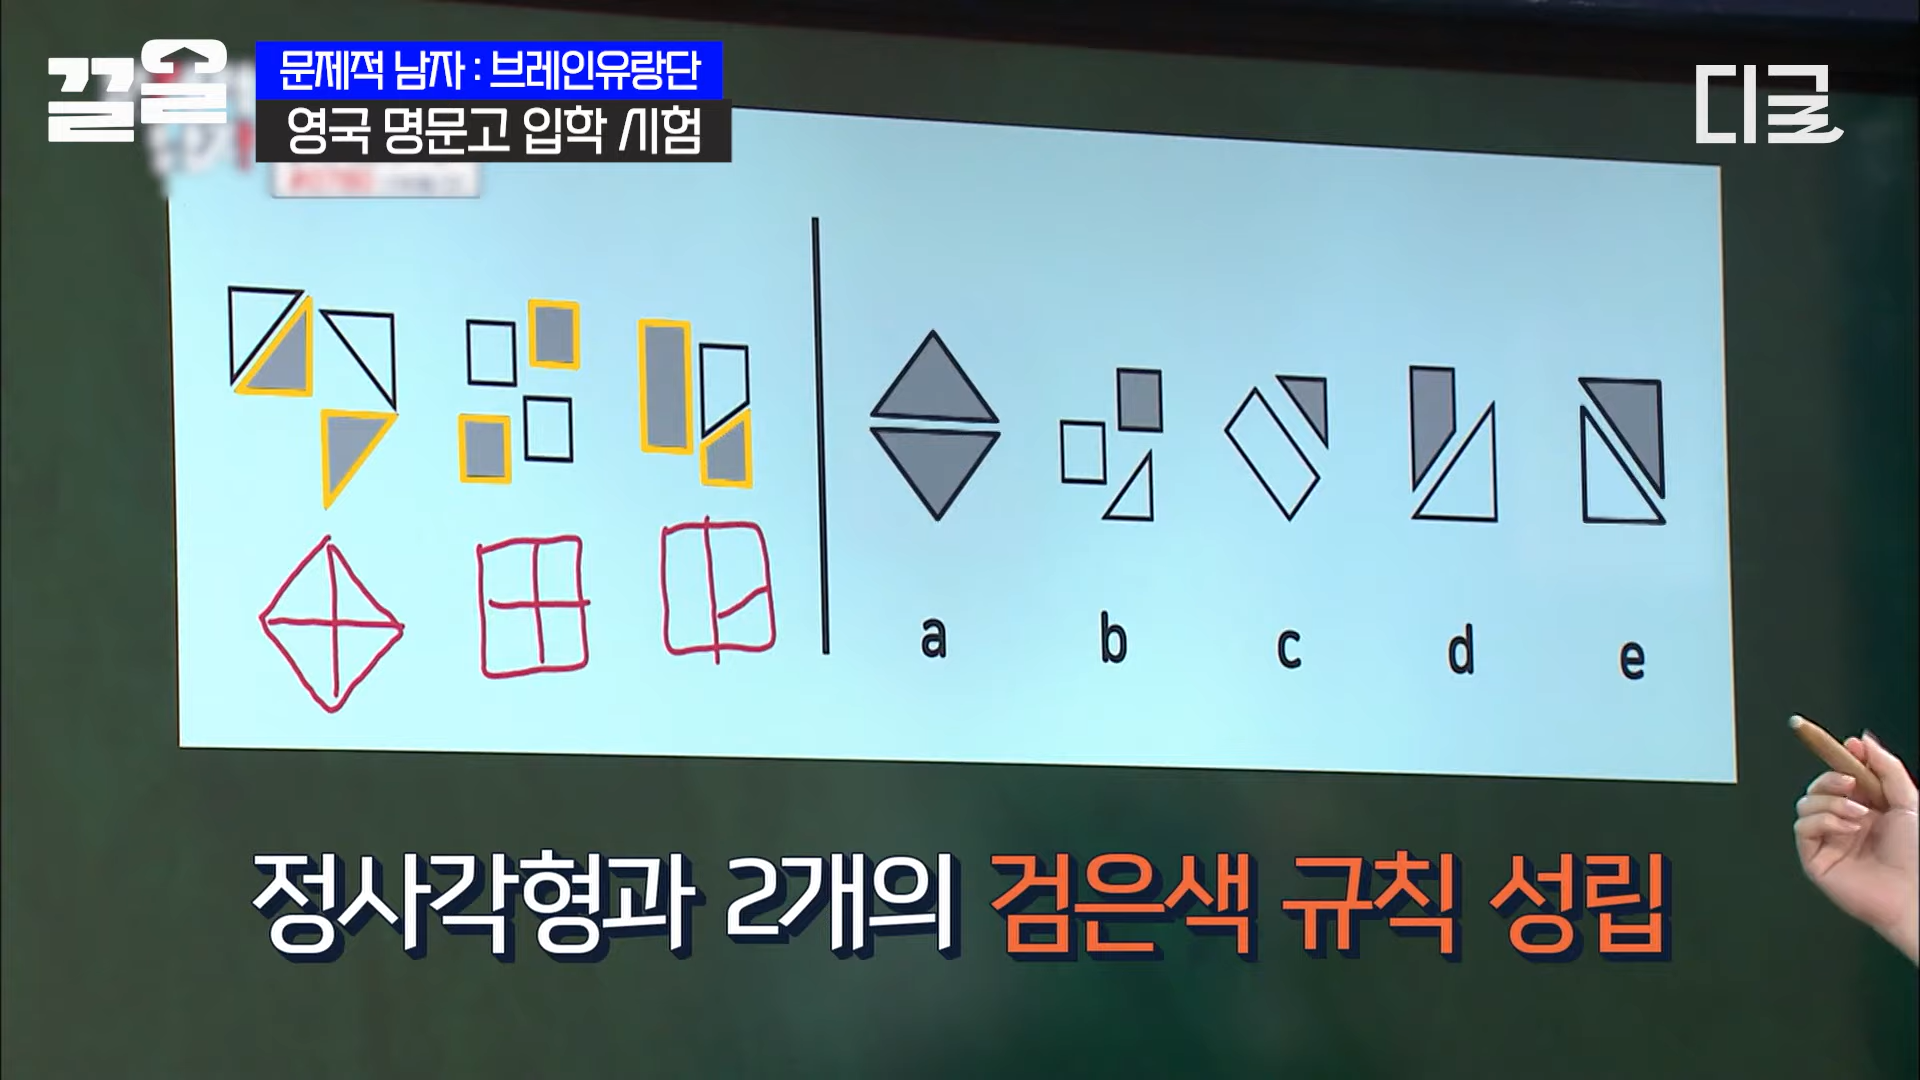 끌올
문제적 남자 : 브레인유랑단
영국 명문고 입학 시험
디글
a b c d e
정사각형과 2개의 검은색 규칙 성립